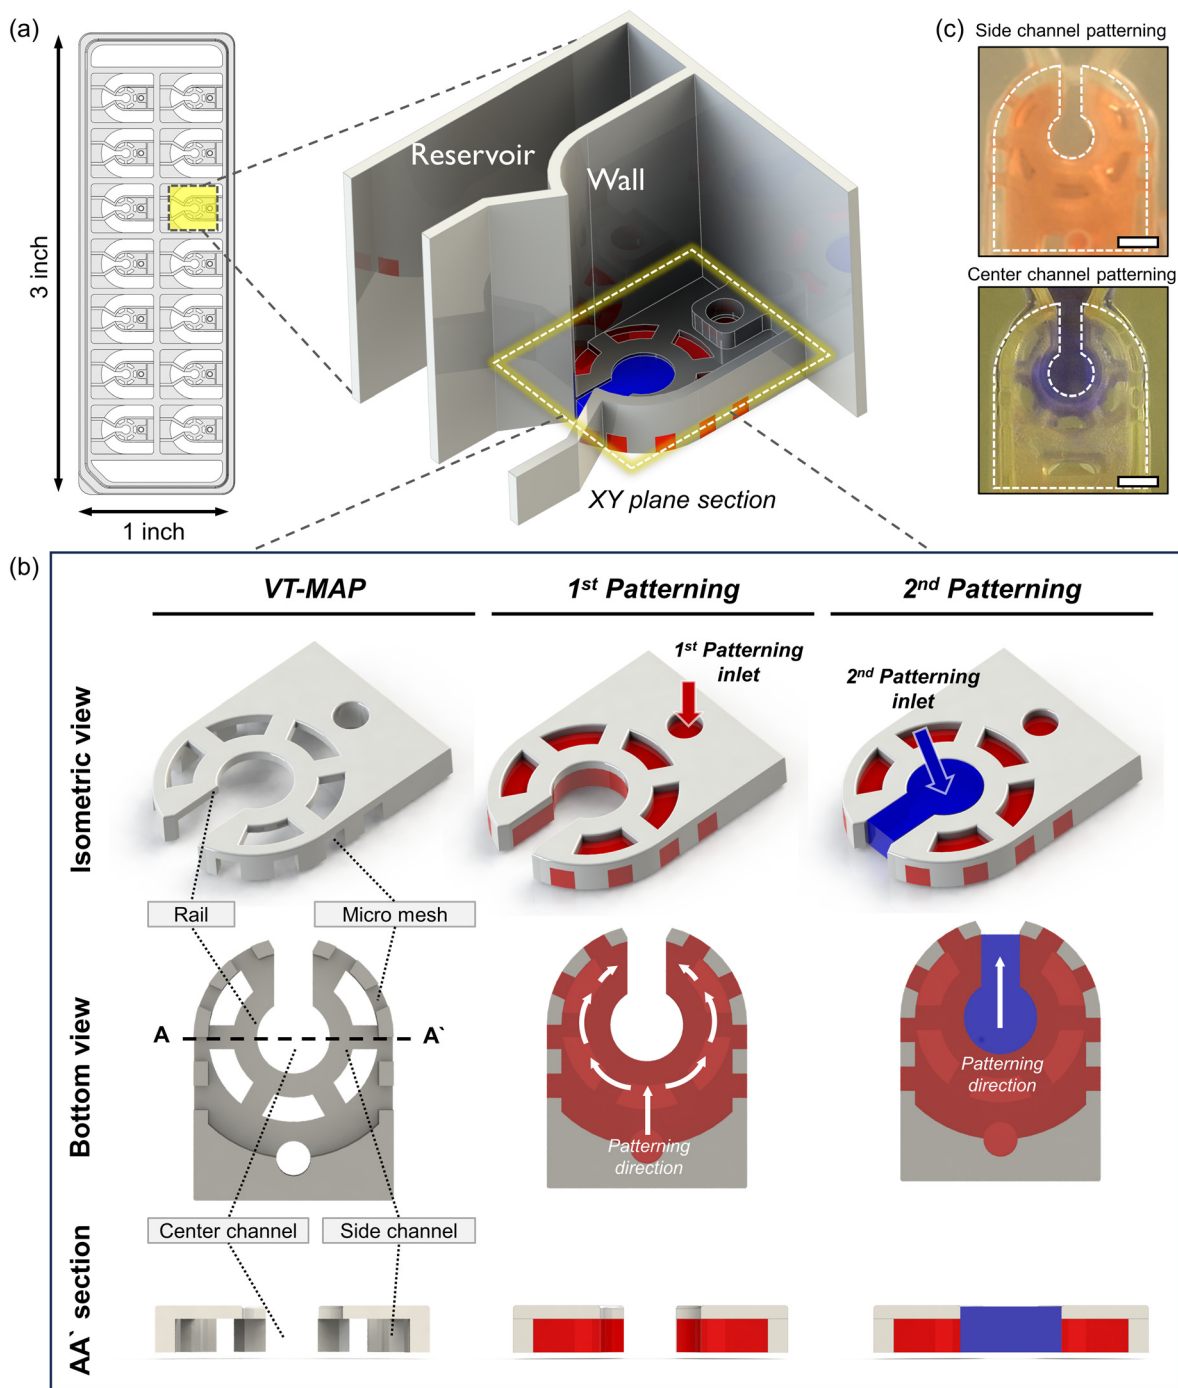 (a)
3 inch
1 inch
Reservoir
Wall
XY plane section
(c)
Side channel patterning
Center channel patterning
(b)
VT-MAP
1st Patterning
2nd Patterning
Isometric view
1st Patterning
inlet
2nd Patterning
inlet
Rail
Micro mesh
Bottom view
A
A`
Patterning
direction
Patterning
direction
Center channel
Side channel
AA` section